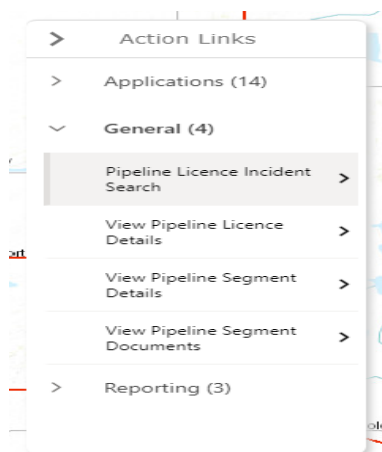 Action Links
Applications (14)
General (4)
Pipeline Licence Incident
Search
View Pipeline Licence
Details
View Pipeline Segment
Details
View Pipeline Segment
Documents
Reporting (3)